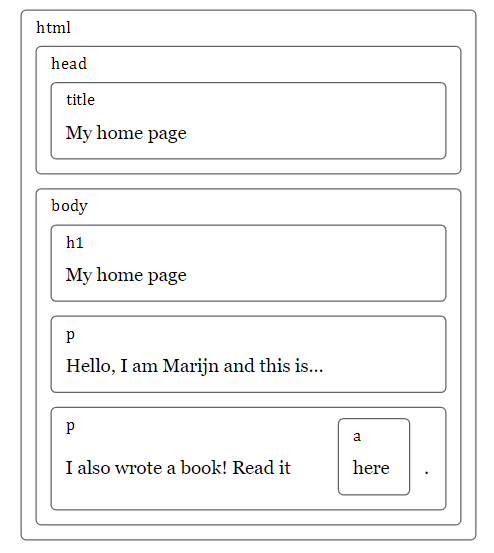 html
head
title
My home page
body
h1
My home page
p
Hello, I am Marijn and this is...
p
a
I also wrote a book! Read it here .